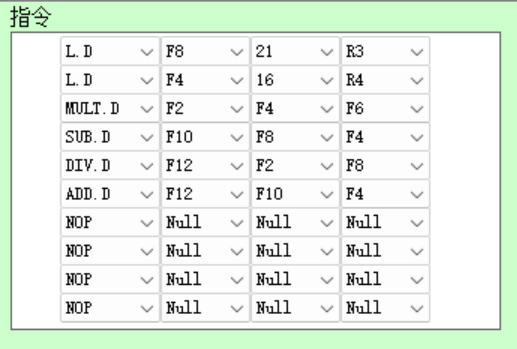 指令
L.D F8 21 R3
L.D F4 16 R4
MULT.D F2 F4 F6
SUB.D F10 F8 F4
DIV.D F12 F2 F8
ADD.D F12 F10 F4
NOP Null Null Null
NOP Null Null Null
NOP Null Null Null
NOP Null Null Null